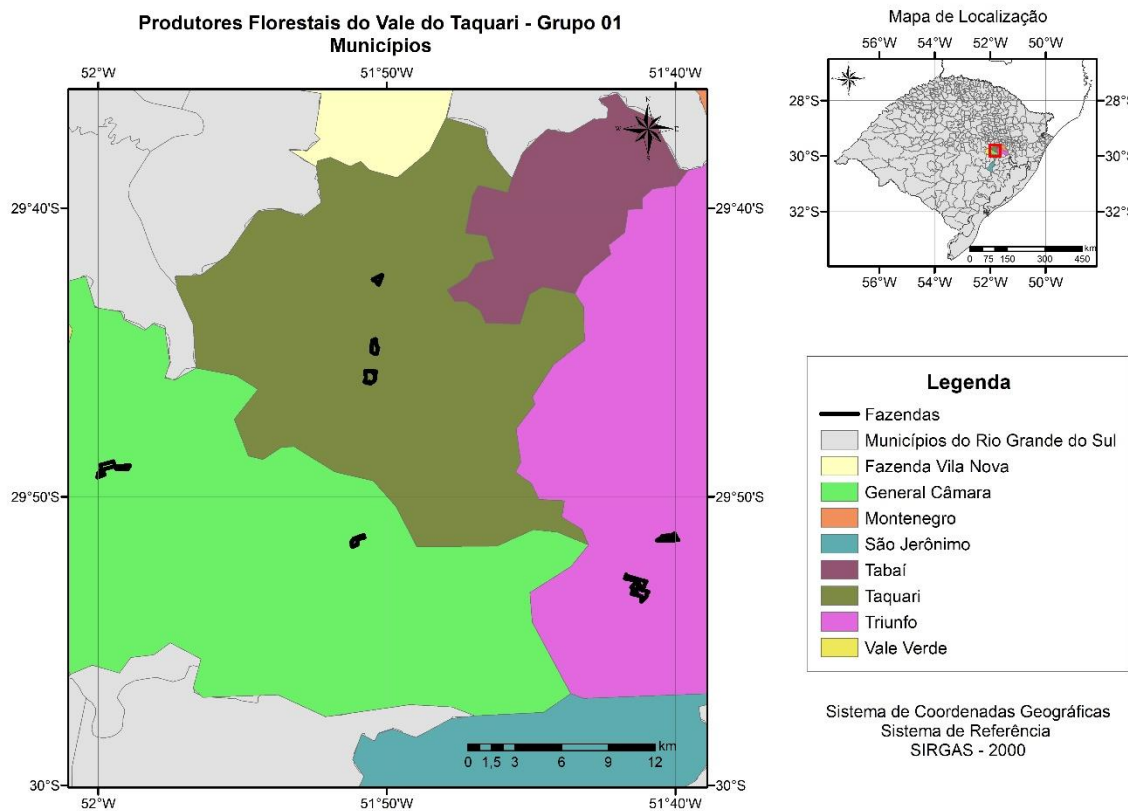 Produtores Florestais do Vale do Taquari - Grupo 01
Municípios
52°W
51°50'W
51°40'W
29°40'S
29°40'S
29°50'S
29°50'S
30°S
30°S
N
km
0 1,5 3 6 9 12
52°W
51°50'W
51°40'W
Mapa de Localização
56°W 54°W 52°W 50°W
28°S
28°S
30°S
30°S
32°S
32°S
km
0 75 150 300 450
56°W 54°W 52°W 50°W
Legenda
Fazendas
Municípios do Rio Grande do Sul
Fazenda Vila Nova
General Câmara
Montenegro
São Jerônimo
Tabaí
Taquari
Triunfo
Vale Verde
Sistema de Coordenadas Geográficas
Sistema de Referência
SIRGAS - 2000